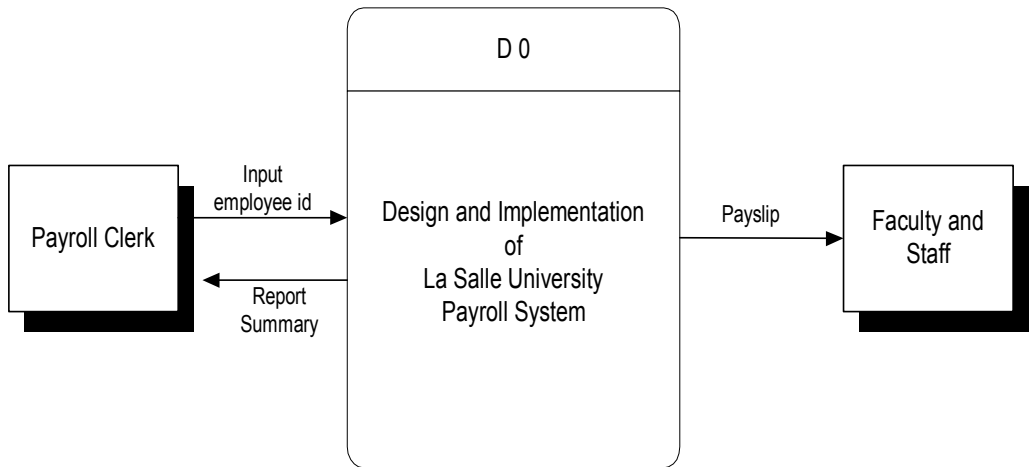 D 0
Payroll Clerk
Input
employee id
Report
Summary
Design and Implementation
of
La Salle University
Payroll System
Payslip
Faculty and
Staff